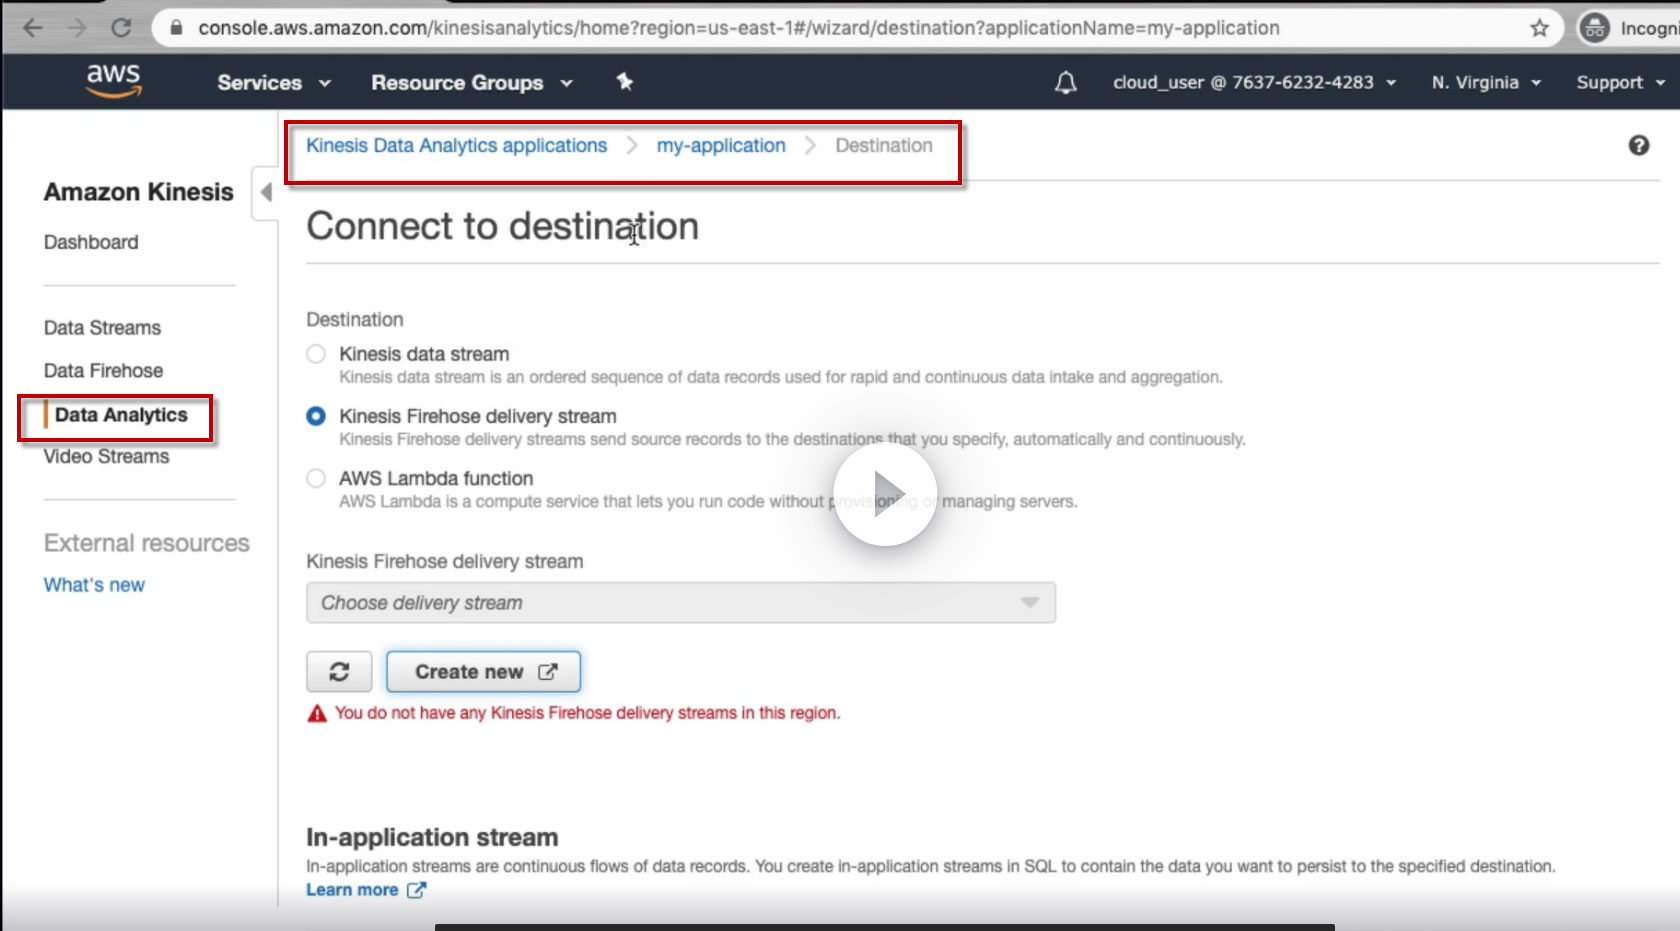 console.aws.amazon.com/kinesisanalytics/home?region=us-east-1#/wizard/destination?applicationName=my-application
Incogni
aws
Services
Resource Groups
cloud_user @ 7637-6232-4283
N. Virginia
Support
Kinesis Data Analytics applications
my-application
Destination
Amazon Kinesis
Dashboard
Data Streams
Data Firehose
Data Analytics
Video Streams
External resources
What's new
Connect to destination
Destination
Kinesis data stream
Kinesis data stream is an ordered sequence of data records used for rapid and continuous data intake and aggregation.
Kinesis Firehose delivery stream
Kinesis Firehose delivery streams send source records to the destinations that you specify, automatically and continuously.
AWS Lambda function
AWS Lambda is a compute service that lets you run code without provisioning or managing servers.
Kinesis Firehose delivery stream
Choose delivery stream
Create new
You do not have any Kinesis Firehose delivery streams in this region.
In-application stream
In-application streams are continuous flows of data records. You create in-application streams in SQL to contain the data you want to persist to the specified destination.
Learn more